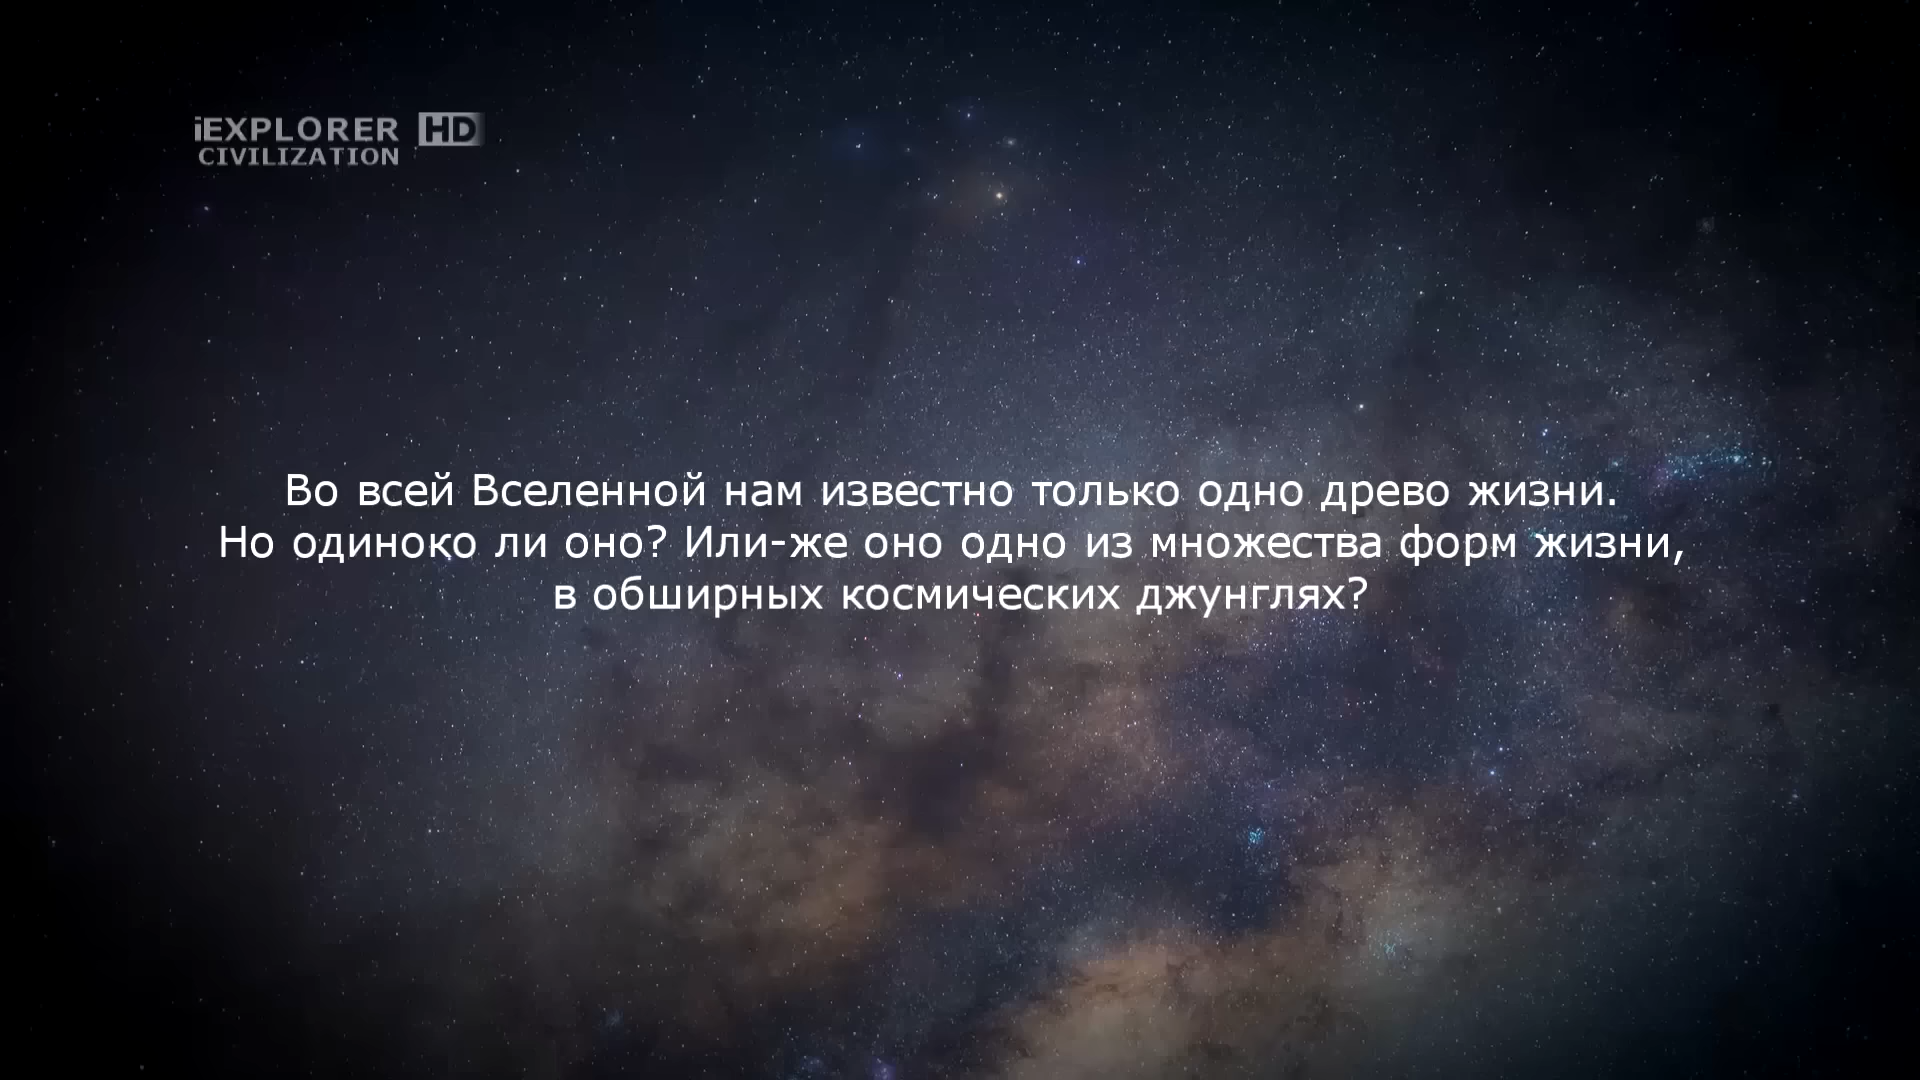 iEXPLORER HD
CIVILIZATION
Во всей Вселенной нам известно только одно древо жизни.
Но одиноко ли оно? Или-же оно одно из множества форм жизни,
в обширных космических джунглях?